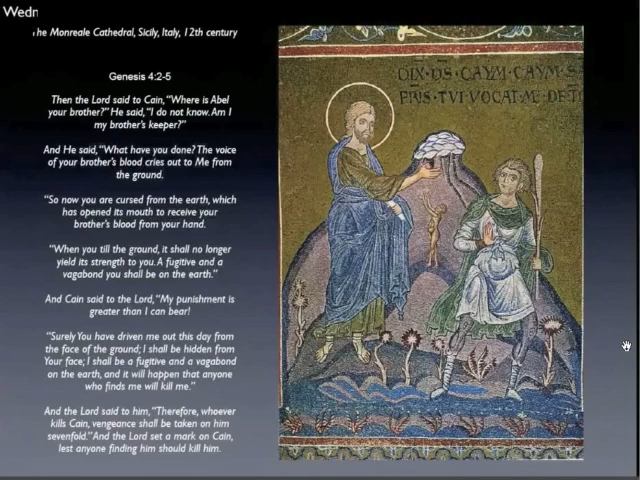 Wedn
he Monreale Cathedral, Sicily, Italy, 12th century
Genesis 4:2-5
Then the Lord said to Cain, "Where is Abel
your brother?" He said, "I do not know. Am I
my brother's keeper?"
And He said, "What have you done? The voice
of your brother's blood cries out to Me from
the ground.
"So now you are cursed from the earth, which
has opened its mouth to receive your
brother's blood from your hand.
"When you till the ground, it shall no longer
yield its strength to you. A fugitive and a
vagabond you shall be on the earth."
And Cain said to the Lord, "My punishment is
greater than I can bear!
"Surely You have driven me out this day from
the face of the ground; I shall be hidden from
Your face; I shall be a fugitive and a vagabond
on the earth, and it will happen that anyone
who finds me will kill me."
And the Lord said to him, "Therefore, whoever
kills Cain, vengeance shall be taken on him
sevenfold." And the Lord set a mark on Cain,
lest anyone finding him should kill him.
DIX·DS·CAYM·CAYM·S
FRIS·TVI VOCAT·ME·DE·T